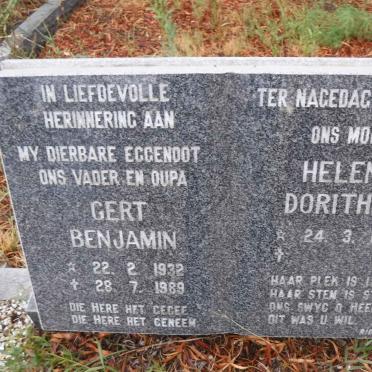 IN LIEFDEVOLLE
HERINNERING AAN
MY DIERBARE EGGENOOT
ONS VADER EN OUPA
GERT
BENJAMIN
* 22. 2. 1932
† 28. 7. 1989
DIE HERE HET GEGEE
DIE HERE HET GENEEM
TER NAGEDAC
ONS MO
HELEN
DORITH
* 24. 3.
†
HAAR PLEK IS
HAAR STEM IS
ONS SWYG O HEE
DIT WAS U WIL